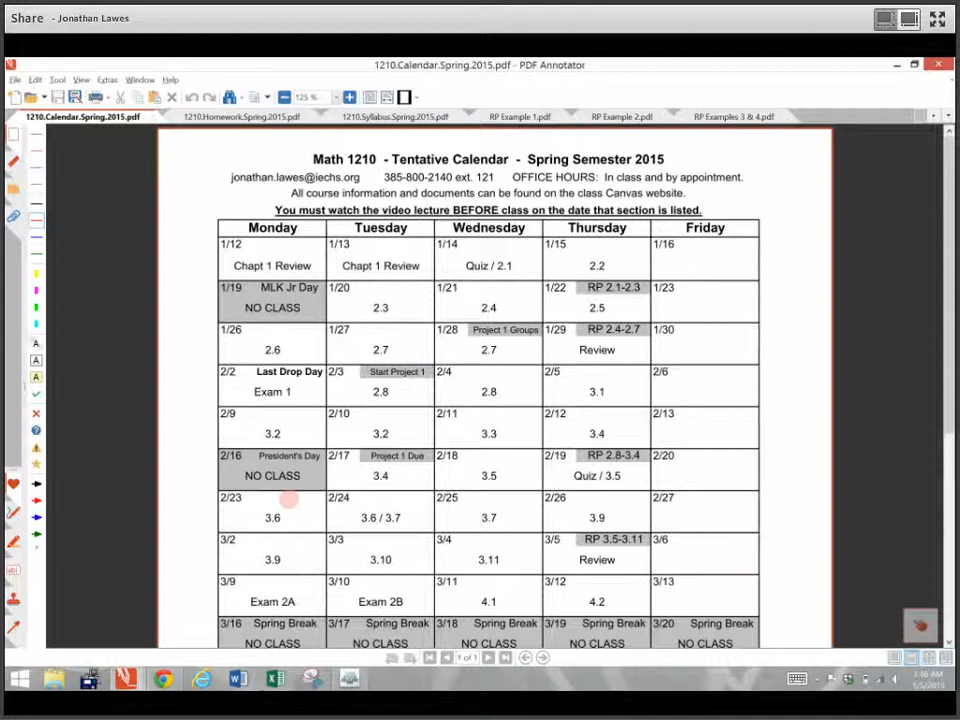 Share - Jonathan Lawes
1210.Calendar.Spring.2015.pdf - PDF Annotator
File Edit Tool View Extras Window Help
125 %
1210.Calendar.Spring.2015.pdf 1210.Homework.Spring.2015.pdf 1210.Syllabus.Spring.2015.pdf RP Example 1.pdf RP Example 2.pdf RP Examples 3 & 4.pdf
Math 1210 - Tentative Calendar - Spring Semester 2015
jonathan.lawes@iechs.org 385-800-2140 ext. 121 OFFICE HOURS: In class and by appointment.
All course information and documents can be found on the class Canvas website.
You must watch the video lecture BEFORE class on the date that section is listed.
Monday Tuesday Wednesday Thursday Friday
1/12 1/13 1/14 1/15 1/16
Chapt 1 Review Chapt 1 Review Quiz / 2.1 2.2
1/19 MLK Jr Day 1/20 1/21 1/22 RP 2.1-2.3 1/23
NO CLASS 2.3 2.4 2.5
1/26 1/27 1/28 Project 1 Groups 1/29 RP 2.4-2.7 1/30
2.6 2.7 2.7 Review
2/2 Last Drop Day 2/3 Start Project 1 2/4 2/5 2/6
Exam 1 2.8 2.8 3.1
2/9 2/10 2/11 2/12 2/13
3.2 3.2 3.3 3.4
2/16 President's Day 2/17 Project 1 Due 2/18 2/19 RP 2.8-3.4 2/20
NO CLASS 3.4 3.5 Quiz / 3.5
2/23 2/24 2/25 2/26 2/27
3.6 3.6 / 3.7 3.7 3.9
3/2 3/3 3/4 3/5 RP 3.5-3.11 3/6
3.9 3.10 3.11 Review
3/9 3/10 3/11 3/12 3/13
Exam 2A Exam 2B 4.1 4.2
3/16 Spring Break 3/17 Spring Break 3/18 Spring Break 3/19 Spring Break 3/20 Spring Break
NO CLASS NO CLASS NO CLASS NO CLASS NO CLASS
1 of 1
7:46 AM
1/5/2015